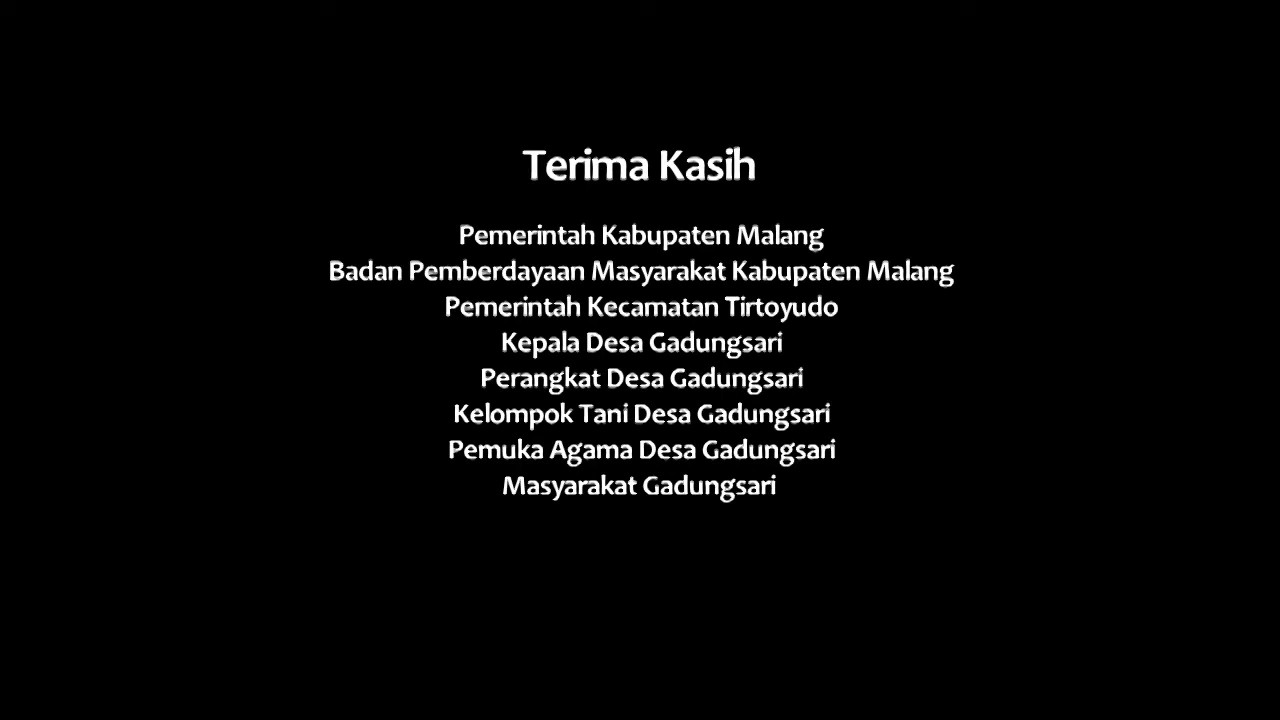 Terima Kasih
Pemerintah Kabupaten Malang
Badan Pemberdayaan Masyarakat Kabupaten Malang
Pemerintah Kecamatan Tirtoyudo
Kepala Desa Gadungsari
Perangkat Desa Gadungsari
Kelompok Tani Desa Gadungsari
Pemuka Agama Desa Gadungsari
Masyarakat Gadungsari